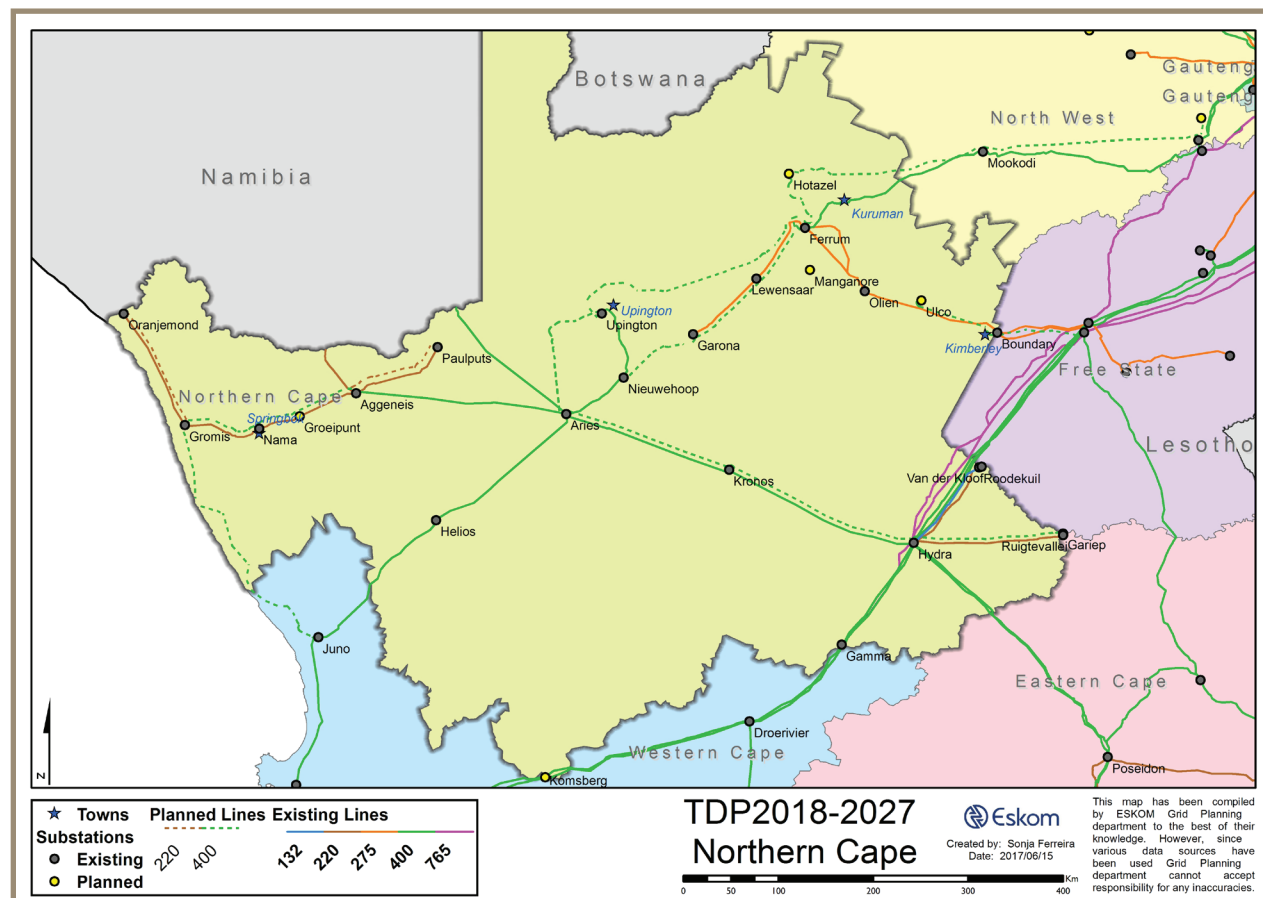 Botswana
Gauteng
Gauteng
North West
Mookodi
Namibia
Hotazel
Kuruman
Ferrum
Manganore
Lewensaar
Olien
Ulco
Upington
Upington
Oranjemond
Garona
Kimberley
Boundary
Paulputs
Free State
Nieuwehoop
Northern Cape
Aggeneis
Springbok
Groeipunt
Aries
Gromis
Nama
Lesotho
Kronos
Van der Kloof
Roodekuil
Helios
Hydra
Ruigtevallei
Gariep
Juno
Gamma
Eastern Cape
Droerivier
Western Cape
Komsberg
Poseidon
N
Towns
Planned Lines
Existing Lines
Substations
Existing
Planned
220
400
132
220
275
400
765
TDP2018-2027
Northern Cape
Eskom
Created by: Sonja Ferreira
Date: 2017/06/15
0 50 100 200 300 400
Km
This map has been compiled
by ESKOM Grid Planning
department to the best of their
knowledge. However, since
various data sources have
been used Grid Planning
department cannot accept
responsibility for any inaccuracies.